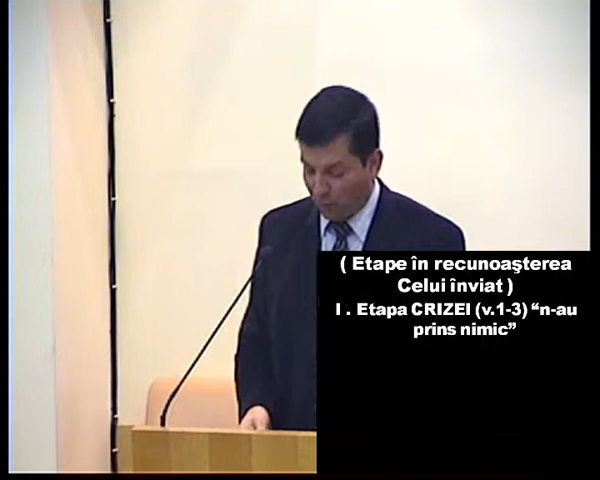 ( Etape în recunoaşterea
Celui înviat )
I . Etapa CRIZEI (v.1-3) “n-au
prins nimic”